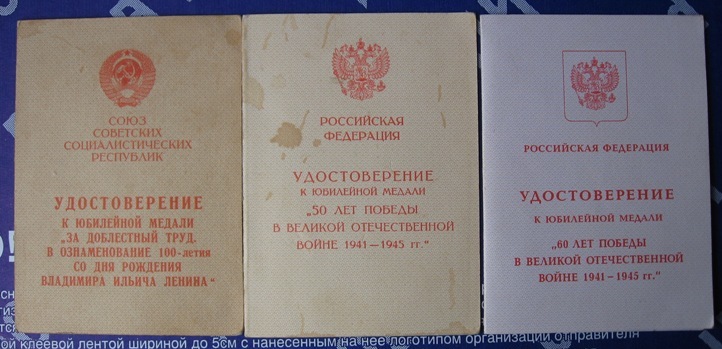 СОЮЗ
СОВЕТСКИХ
СОЦИАЛИСТИЧЕСКИХ
РЕСПУБЛИК
УДОСТОВЕРЕНИЕ
К ЮБИЛЕЙНОЙ МЕДАЛИ
„ЗА ДОБЛЕСТНЫЙ ТРУД.
В ОЗНАМЕНОВАНИЕ 100-летия
СО ДНЯ РОЖДЕНИЯ
ВЛАДИМИРА ИЛЬИЧА ЛЕНИНА“
РОССИЙСКАЯ
ФЕДЕРАЦИЯ
УДОСТОВЕРЕНИЕ
К ЮБИЛЕЙНОЙ МЕДАЛИ
„50 ЛЕТ ПОБЕДЫ
В ВЕЛИКОЙ ОТЕЧЕСТВЕННОЙ
ВОЙНЕ 1941—1945 гг.“
РОССИЙСКАЯ ФЕДЕРАЦИЯ
УДОСТОВЕРЕНИЕ
К ЮБИЛЕЙНОЙ МЕДАЛИ
„60 ЛЕТ ПОБЕДЫ
В ВЕЛИКОЙ ОТЕЧЕСТВЕННОЙ
ВОЙНЕ 1941—1945 гг.“
клеевой лентой шириной до 5см с нанесенным на нее логотипом организации отправителя